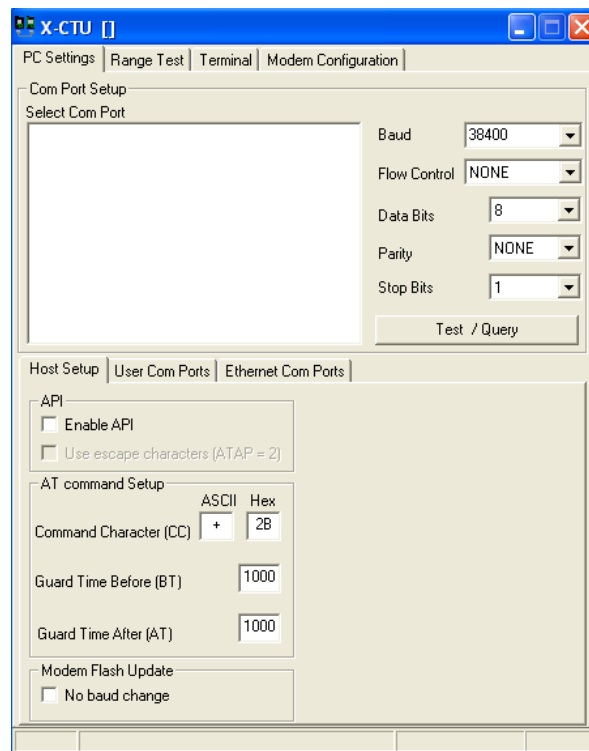 X-CTU []
PC Settings Range Test Terminal Modem Configuration
Com Port Setup
Select Com Port
Baud 38400
Flow Control NONE
Data Bits 8
Parity NONE
Stop Bits 1
Test / Query
Host Setup User Com Ports Ethernet Com Ports
API
Enable API
Use escape characters (ATAP = 2)
AT command Setup
ASCII Hex
Command Character (CC) + 2B
Guard Time Before (BT) 1000
Guard Time After (AT) 1000
Modem Flash Update
No baud change